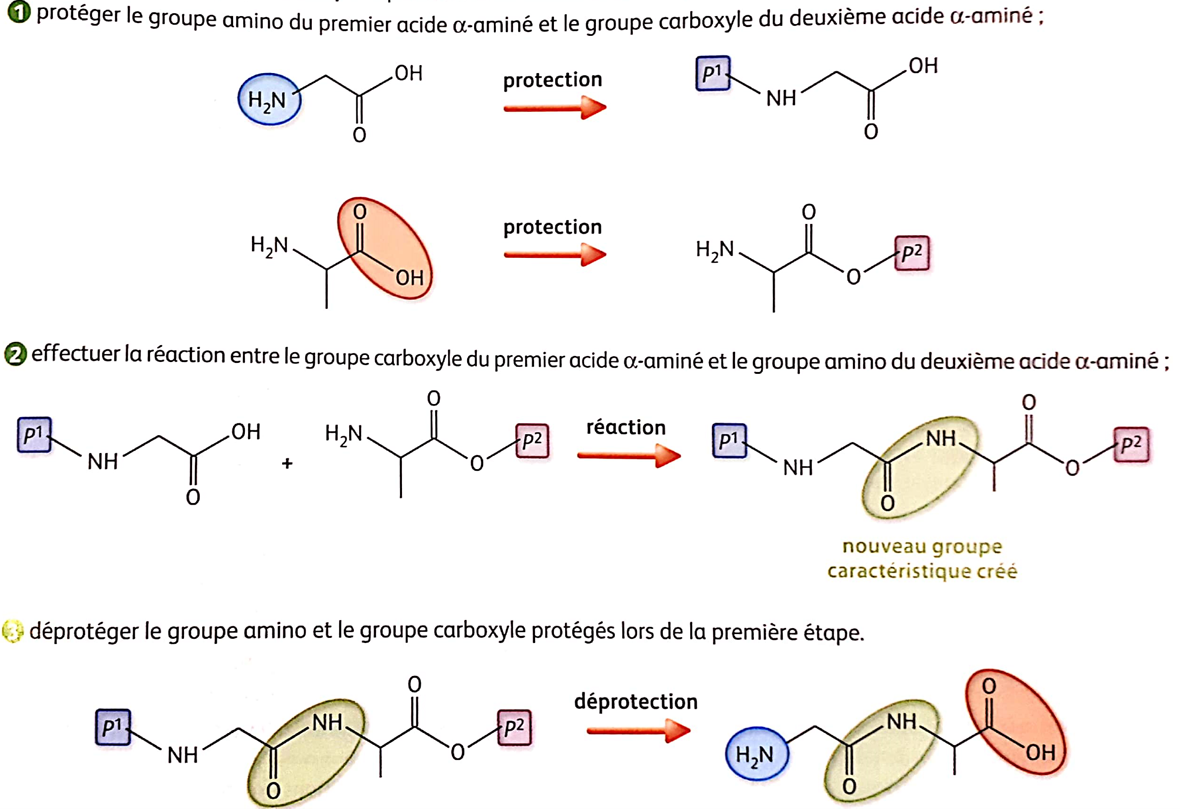 1 protéger le groupe amino du premier acide α-aminé et le groupe carboxyle du deuxième acide α-aminé ;
H₂N OH O protection P¹ NH OH O
H₂N O OH protection H₂N O O P²
2 effectuer la réaction entre le groupe carboxyle du premier acide α-aminé et le groupe amino du deuxième acide α-aminé ;
P¹ NH OH O + H₂N O O P² réaction P¹ NH O NH O O P²
nouveau groupe
caractéristique créé
3 déprotéger le groupe amino et le groupe carboxyle protégés lors de la première étape.
P¹ NH O NH O O P² déprotection H₂N O NH O OH